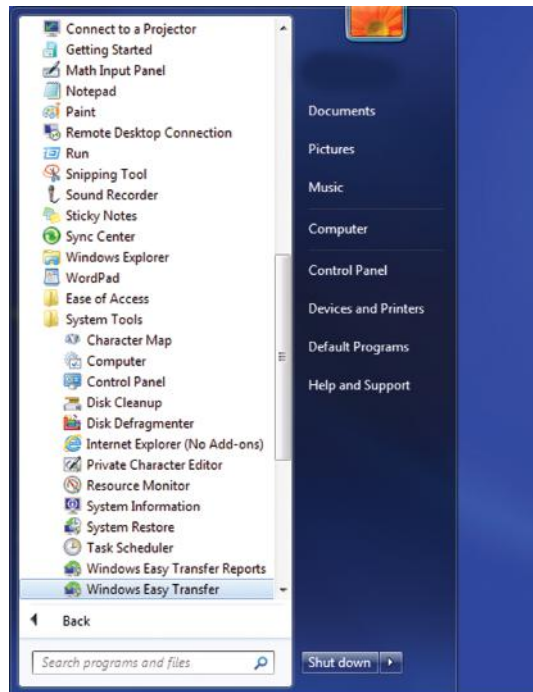 Connect to a Projector
Getting Started
Math Input Panel
Notepad
Paint
Remote Desktop Connection
Run
Snipping Tool
Sound Recorder
Sticky Notes
Sync Center
Windows Explorer
WordPad
Ease of Access
System Tools
Character Map
Computer
Control Panel
Disk Cleanup
Disk Defragmenter
Internet Explorer (No Add-ons)
Private Character Editor
Resource Monitor
System Information
System Restore
Task Scheduler
Windows Easy Transfer Reports
Windows Easy Transfer
Back
Search programs and files
Documents
Pictures
Music
Computer
Control Panel
Devices and Printers
Default Programs
Help and Support
Shut down